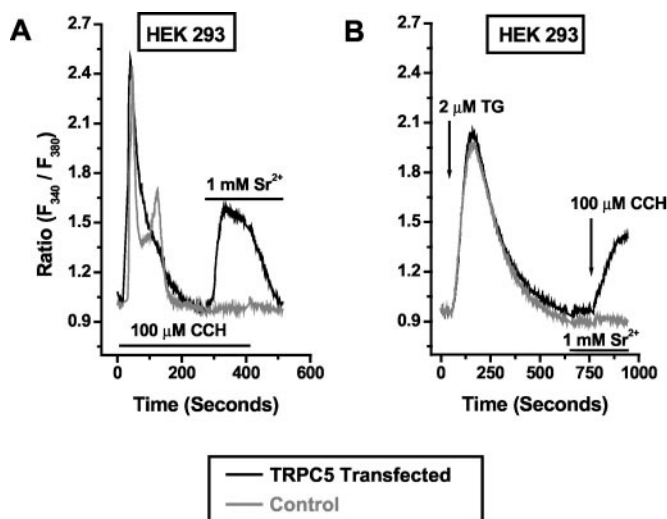 A
HEK 293
2.7
2.4
2.1
1.8
1.5
1.2
0.9
Ratio (F340 / F380)
1 mM Sr2+
100 µM CCH
0 200 400 600
Time (Seconds)
B
HEK 293
2.7
2.4
2.1
1.8
1.5
1.2
0.9
2 µM TG
100 µM CCH
1 mM Sr2+
0 250 500 750 1000
Time (Seconds)
TRPC5 Transfected
Control